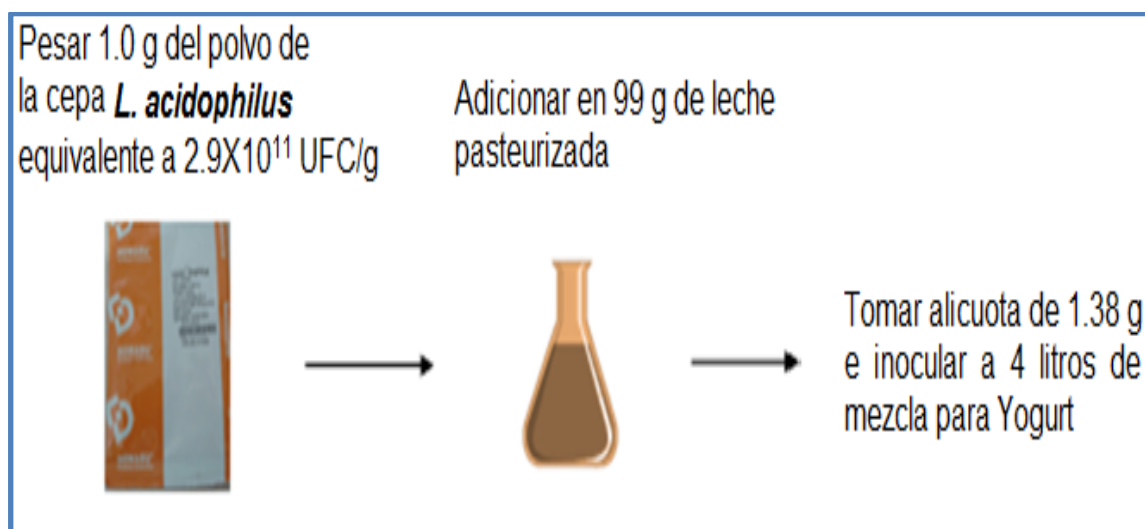 Pesar 1.0 g del polvo de
la cepa L. acidophilus
equivalente a 2.9X10¹¹ UFC/g
Adicionar en 99 g de leche
pasteurizada
Tomar alicuota de 1.38 g
e inocular a 4 litros de
mezcla para Yogurt